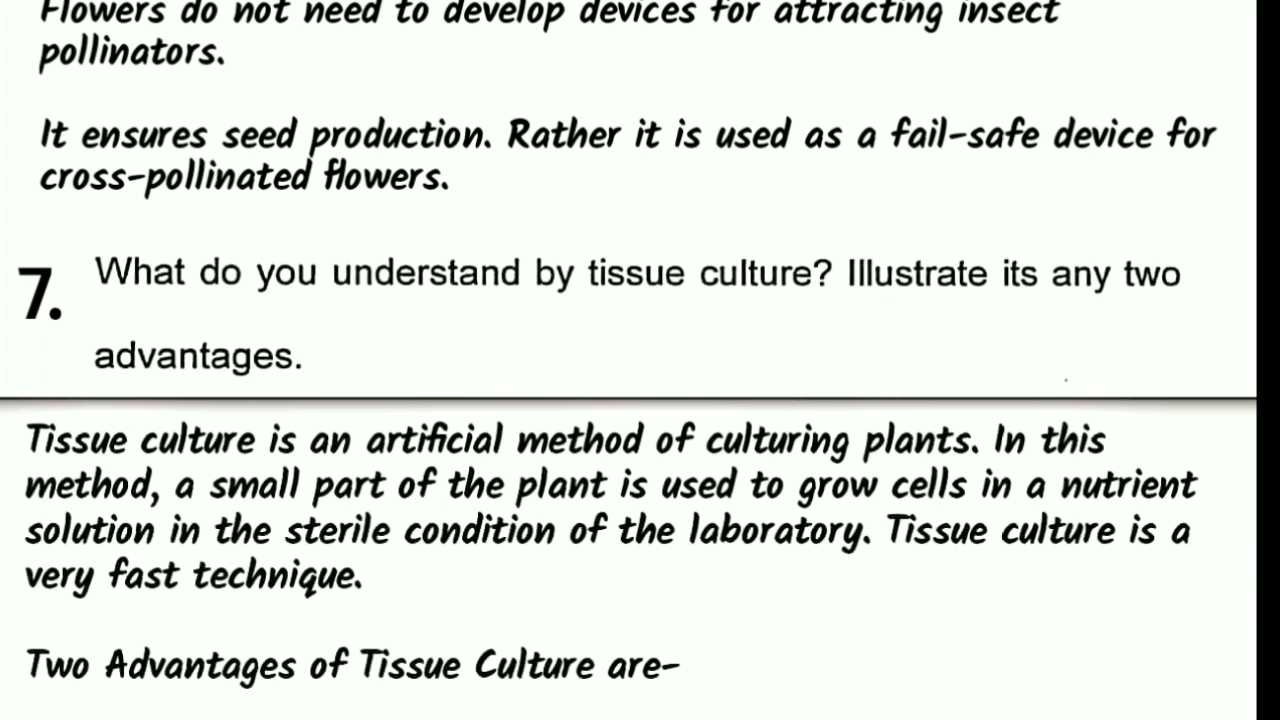 Flowers do not need to develop devices for attracting insect
pollinators.
It ensures seed production. Rather it is used as a fail-safe device for
cross-pollinated flowers.
7. What do you understand by tissue culture? Illustrate its any two
advantages.
Tissue culture is an artificial method of culturing plants. In this
method, a small part of the plant is used to grow cells in a nutrient
solution in the sterile condition of the laboratory. Tissue culture is a
very fast technique.
Two Advantages of Tissue Culture are-